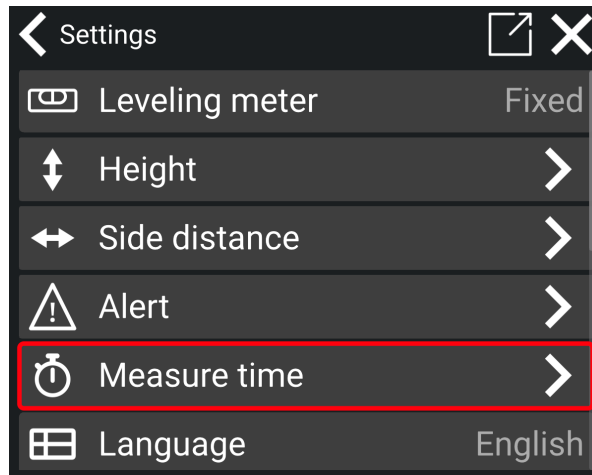 Settings
Leveling meter Fixed
Height
Side distance
Alert
Measure time
Language English